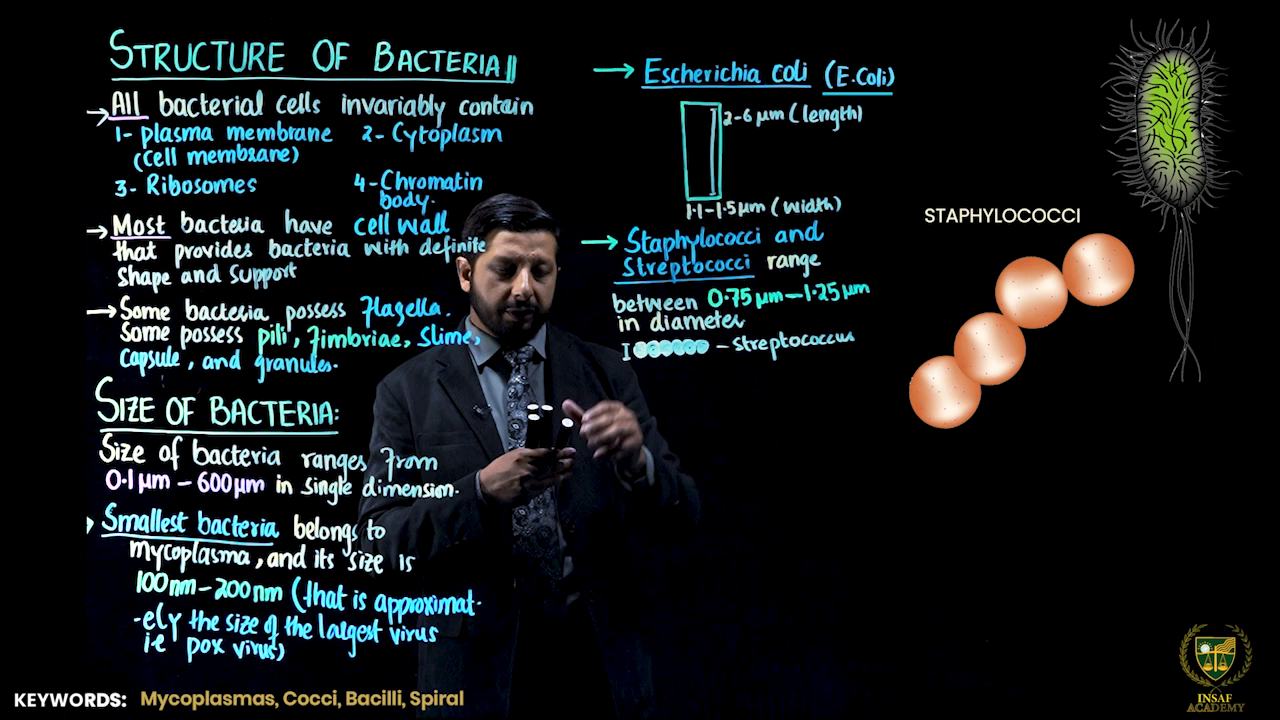 STRUCTURE OF BACTERIA
→ All bacterial cells invariably contain
1- plasma membrane 2- Cytoplasm
(Cell membrane)
3- Ribosomes 4- Chromatin
body.
→ Most bacteria have cell wall
that provides bacteria with definite
Shape and Support
→ Some bacteria possess Flagella.
Some possess pili, Fimbriae, Slime,
Capsule, and granules.
SIZE OF BACTERIA:
Size of bacteria ranges from
0.1 µm – 600 µm in single dimension.
Smallest bacteria belongs to
mycoplasma, and its size is
100 nm – 200 nm (that is approximat-
-ely the size of the largest virus
i.e pox virus)
→ Escherichia coli (E.Coli)
2-6 µm (length)
1.1-1.5 µm (width)
→ Staphylococci and
Streptococci range
between 0.75 µm – 1.25 µm
in diameter
– streptococcus
STAPHYLOCOCCI
KEYWORDS: Mycoplasmas, Cocci, Bacilli, Spiral
INSAF
ACADEMY